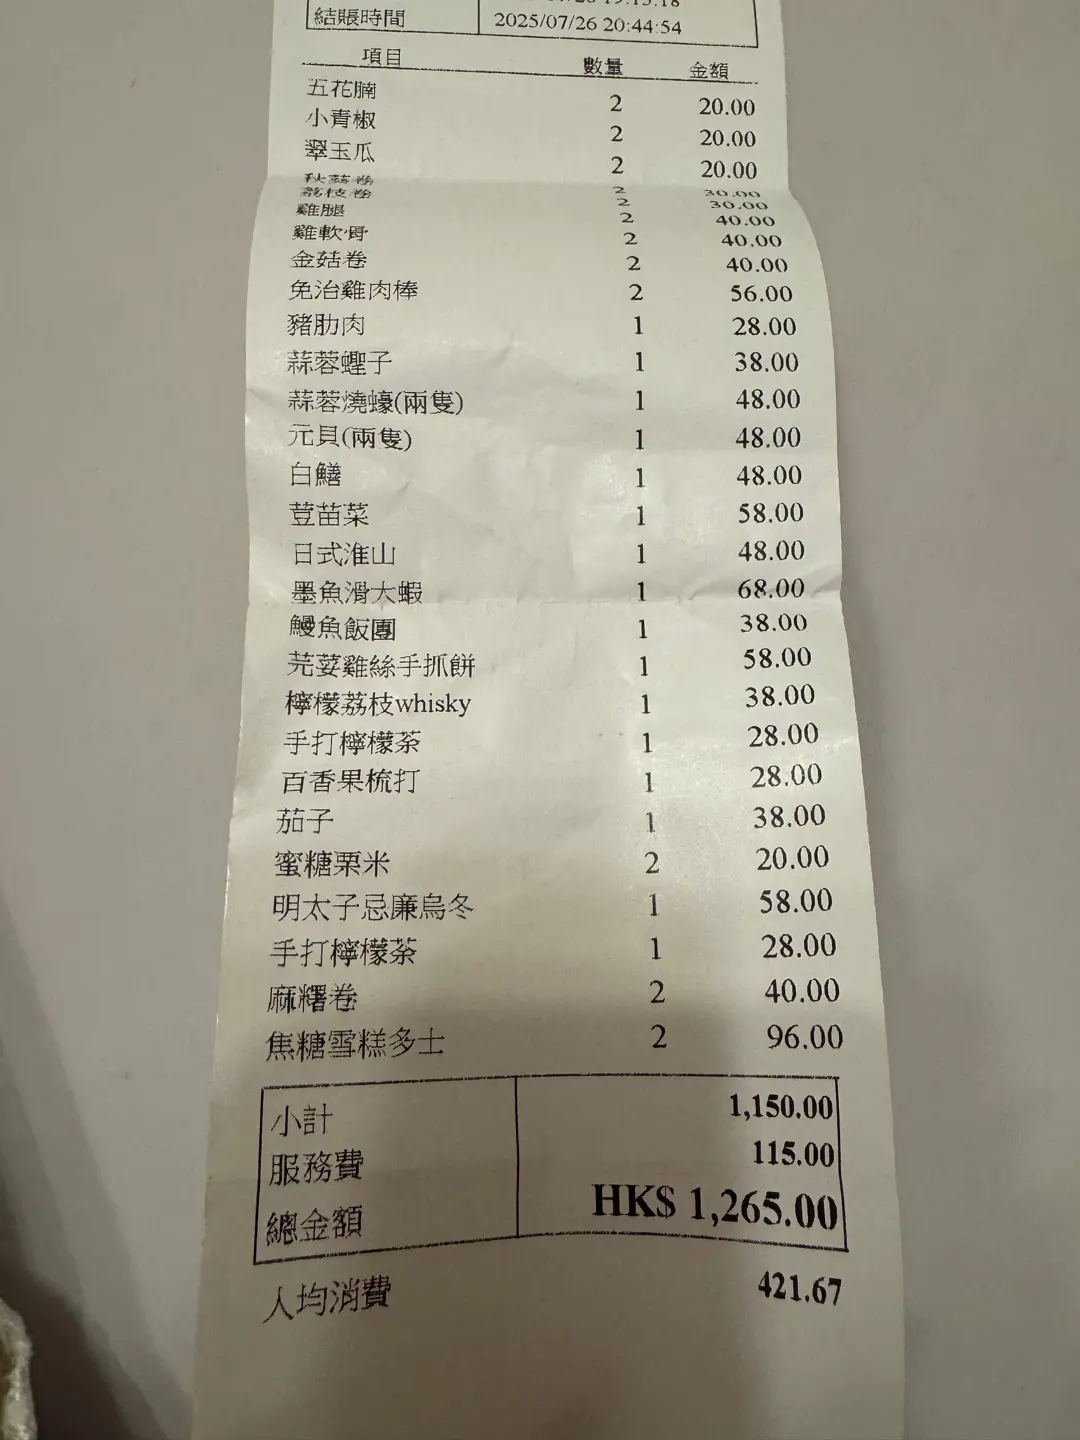 結賬時間 2025/07/26 20:44:54
項目 數量 金額
五花腩 2 20.00
小青椒 2 20.00
翠玉瓜 2 20.00
秋葵卷 2 30.00
荔枝卷 2 30.00
雞腿 2 40.00
雞軟骨 2 40.00
金菇卷 2 40.00
免治雞肉棒 2 56.00
豬肋肉 1 28.00
蒜蓉蟶子 1 38.00
蒜蓉燒蠔(兩隻) 1 48.00
元貝(兩隻) 1 48.00
白鱔 1 48.00
荳苗菜 1 58.00
日式淮山 1 48.00
墨魚滑大蝦 1 68.00
鰻魚飯團 1 38.00
芫荽雞絲手抓餅 1 58.00
檸檬荔枝whisky 1 38.00
手打檸檬茶 1 28.00
百香果梳打 1 28.00
茄子 1 38.00
蜜糖粟米 2 20.00
明太子忌廉烏冬 1 58.00
手打檸檬茶 1 28.00
麻糬卷 2 40.00
焦糖雪糕多士 2 96.00
小計 1,150.00
服務費 115.00
總金額 HK$ 1,265.00
人均消費 421.67